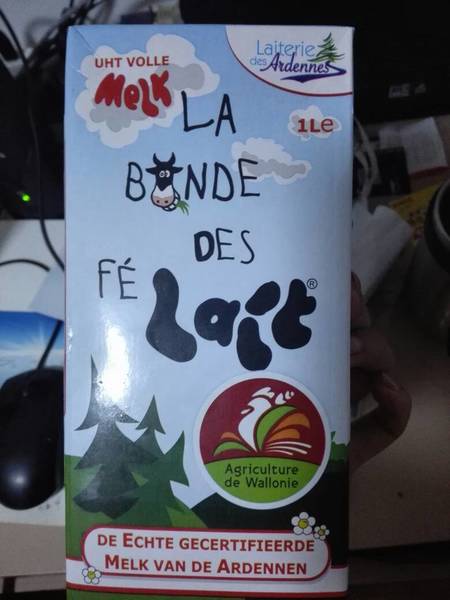 UHT VOLLE
MELK
Laiterie
des Ardennes
1Le
LA
BANDE
DES
FÉ
Lait®
Agriculture
de Wallonie
DE ECHTE GECERTIFIEERDE
MELK VAN DE ARDENNEN